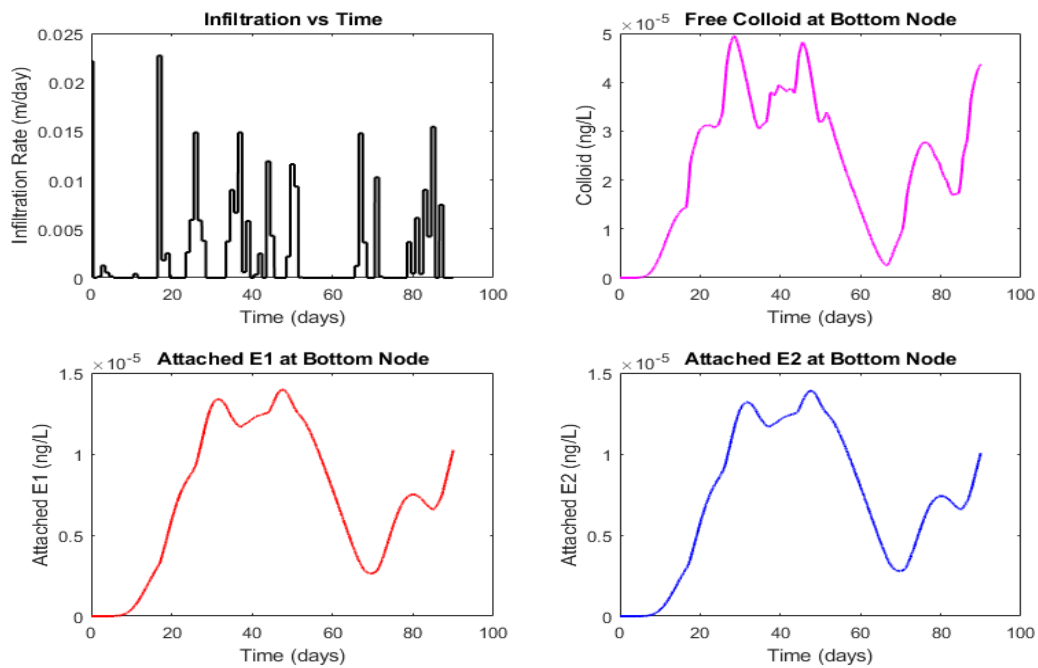 Infiltration vs Time
Infiltration Rate (m/day)
0.025
0.02
0.015
0.01
0.005
0
0 20 40 60 80 100
Time (days)
Free Colloid at Bottom Node
× 10⁻⁵
Colloid (ng/L)
5
4
3
2
1
0
0 20 40 60 80 100
Time (days)
Attached E1 at Bottom Node
× 10⁻⁵
Attached E1 (ng/L)
1.5
1
0.5
0
0 20 40 60 80 100
Time (days)
Attached E2 at Bottom Node
× 10⁻⁵
Attached E2 (ng/L)
1.5
1
0.5
0
0 20 40 60 80 100
Time (days)